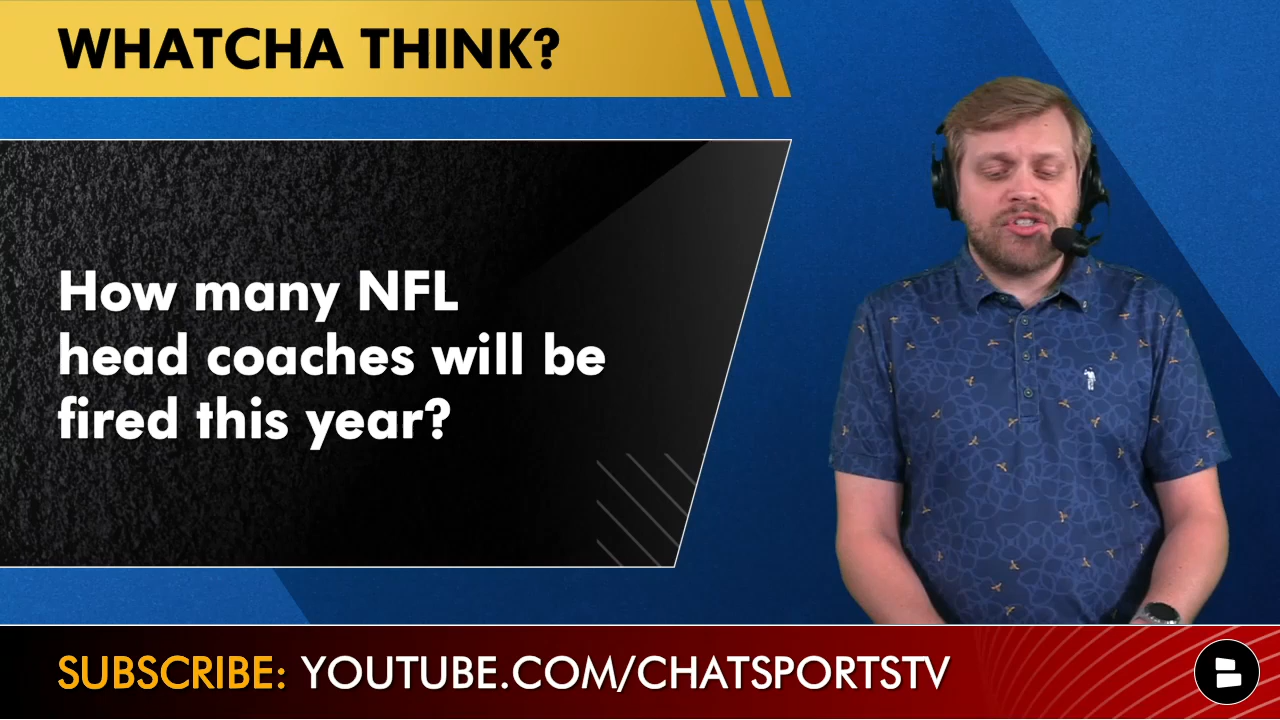 WHATCHA THINK?
How many NFL
head coaches will be
fired this year?
SUBSCRIBE: YOUTUBE.COM/CHATSPORTSTV